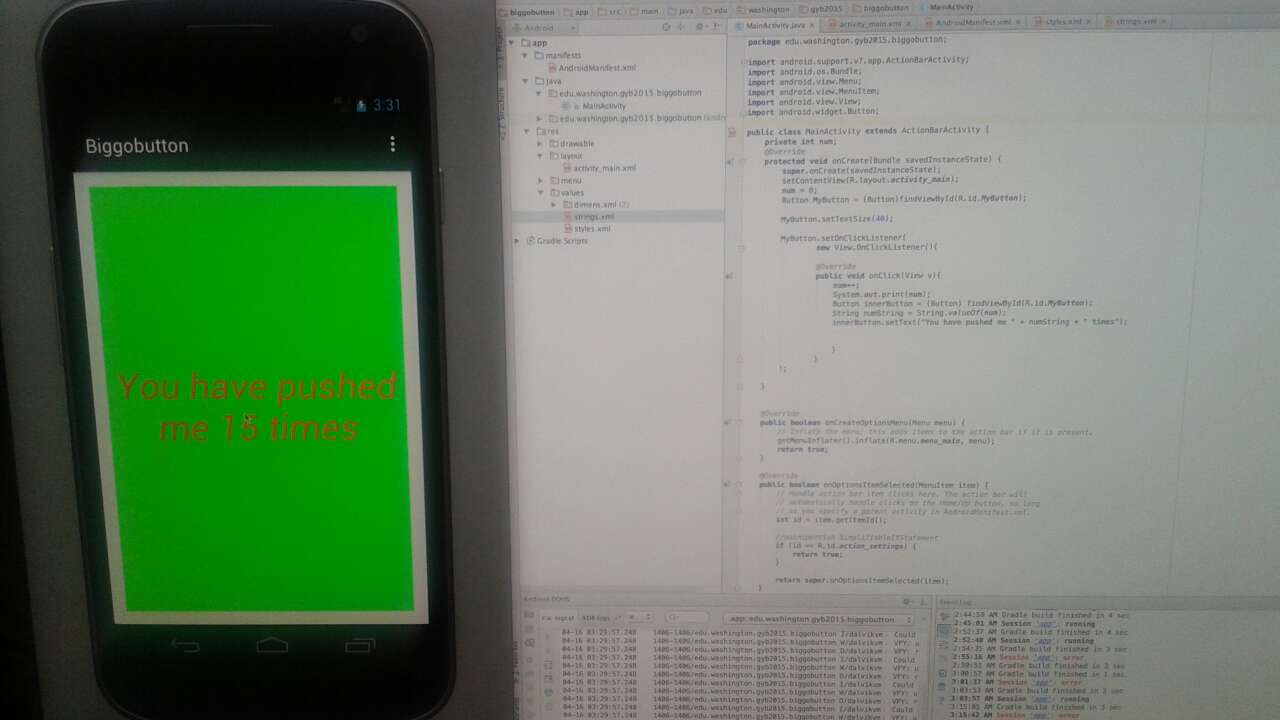 3:31
Biggobutton
You have pushed
me 15 times
biggobutton app src main java edu washington gyb2015 biggobutton MainActivity
Android
MainActivity.java activity_main.xml AndroidManifest.xml styles.xml strings.xml
app
manifests
AndroidManifest.xml
java
edu.washington.gyb2015.biggobutton
MainActivity
edu.washington.gyb2015.biggobutton
res
drawable
layout
activity_main.xml
menu
values
dimens.xml (2)
strings.xml
styles.xml
Gradle Scripts
package edu.washington.gyb2015.biggobutton;
import android.support.v7.app.ActionBarActivity;
import android.os.Bundle;
import android.view.Menu;
import android.view.MenuItem;
import android.view.View;
import android.widget.Button;
public class MainActivity extends ActionBarActivity {
private int num;
@Override
protected void onCreate(Bundle savedInstanceState) {
super.onCreate(savedInstanceState);
setContentView(R.layout.activity_main);
num = 0;
Button MyButton = (Button)findViewById(R.id.MyButton);
MyButton.setTextSize(40);
MyButton.setOnClickListener(
new View.OnClickListener(){
@Override
public void onClick(View v){
num++;
System.out.print(num);
Button innerButton = (Button) findViewById(R.id.MyButton);
String numString = String.valueOf(num);
innerButton.setText("You have pushed me " + numString + " times");
}
}
);
}
@Override
public boolean onCreateOptionsMenu(Menu menu) {
// Inflate the menu; this adds items to the action bar if it is present.
getMenuInflater().inflate(R.menu.menu_main, menu);
return true;
}
@Override
public boolean onOptionsItemSelected(MenuItem item) {
// Handle action bar item clicks here. The action bar will
// automatically handle clicks on the Home/Up button, so long
// as you specify a parent activity in AndroidManifest.xml.
int id = item.getItemId();
//noinspection SimplifiableIfStatement
if (id == R.id.action_settings) {
return true;
}
return super.onOptionsItemSelected(item);
}
Android DDMS
app: edu.washington.gyb2015.biggobutton
04-16 03:29:57.248 1406-1406/edu.washington.gyb2015.biggobutton I/dalvikvm: Could
04-16 03:29:57.248 1406-1406/edu.washington.gyb2015.biggobutton W/dalvikvm: VFY: u
04-16 03:29:57.248 1406-1406/edu.washington.gyb2015.biggobutton D/dalvikvm: VFY: r
04-16 03:29:57.248 1406-1406/edu.washington.gyb2015.biggobutton I/dalvikvm: Could
04-16 03:29:57.248 1406-1406/edu.washington.gyb2015.biggobutton W/dalvikvm: VFY: u
04-16 03:29:57.248 1406-1406/edu.washington.gyb2015.biggobutton D/dalvikvm: VFY: r
04-16 03:29:57.248 1406-1406/edu.washington.gyb2015.biggobutton I/dalvikvm: Could
04-16 03:29:57.248 1406-1406/edu.washington.gyb2015.biggobutton W/dalvikvm: VFY: u
04-16 03:29:57.248 1406-1406/edu.washington.gyb2015.biggobutton D/dalvikvm: VFY: r
04-16 03:29:57.248 1406-1406/edu.washington.gyb2015.biggobutton I/dalvikvm: Could
04-16 03:29:57.248 1406-1406/edu.washington.gyb2015.biggobutton W/dalvikvm: VFY: u
Event Log
2:44:58 AM Gradle build finished in 4 sec
2:45:01 AM Session 'app': running
2:52:37 AM Gradle build finished in 4 sec
2:52:40 AM Session 'app': running
2:54:35 AM Gradle build finished in 3 sec
2:55:16 AM Session 'app': error
2:59:51 AM Gradle build finished in 2 sec
3:00:57 AM Gradle build finished in 1 sec
3:01:37 AM Session 'app': error
3:03:53 AM Gradle build finished in 3 sec
3:03:57 AM Session 'app': running
3:15:01 AM Gradle build finished in 3 sec
3:15:42 AM Session 'app': error